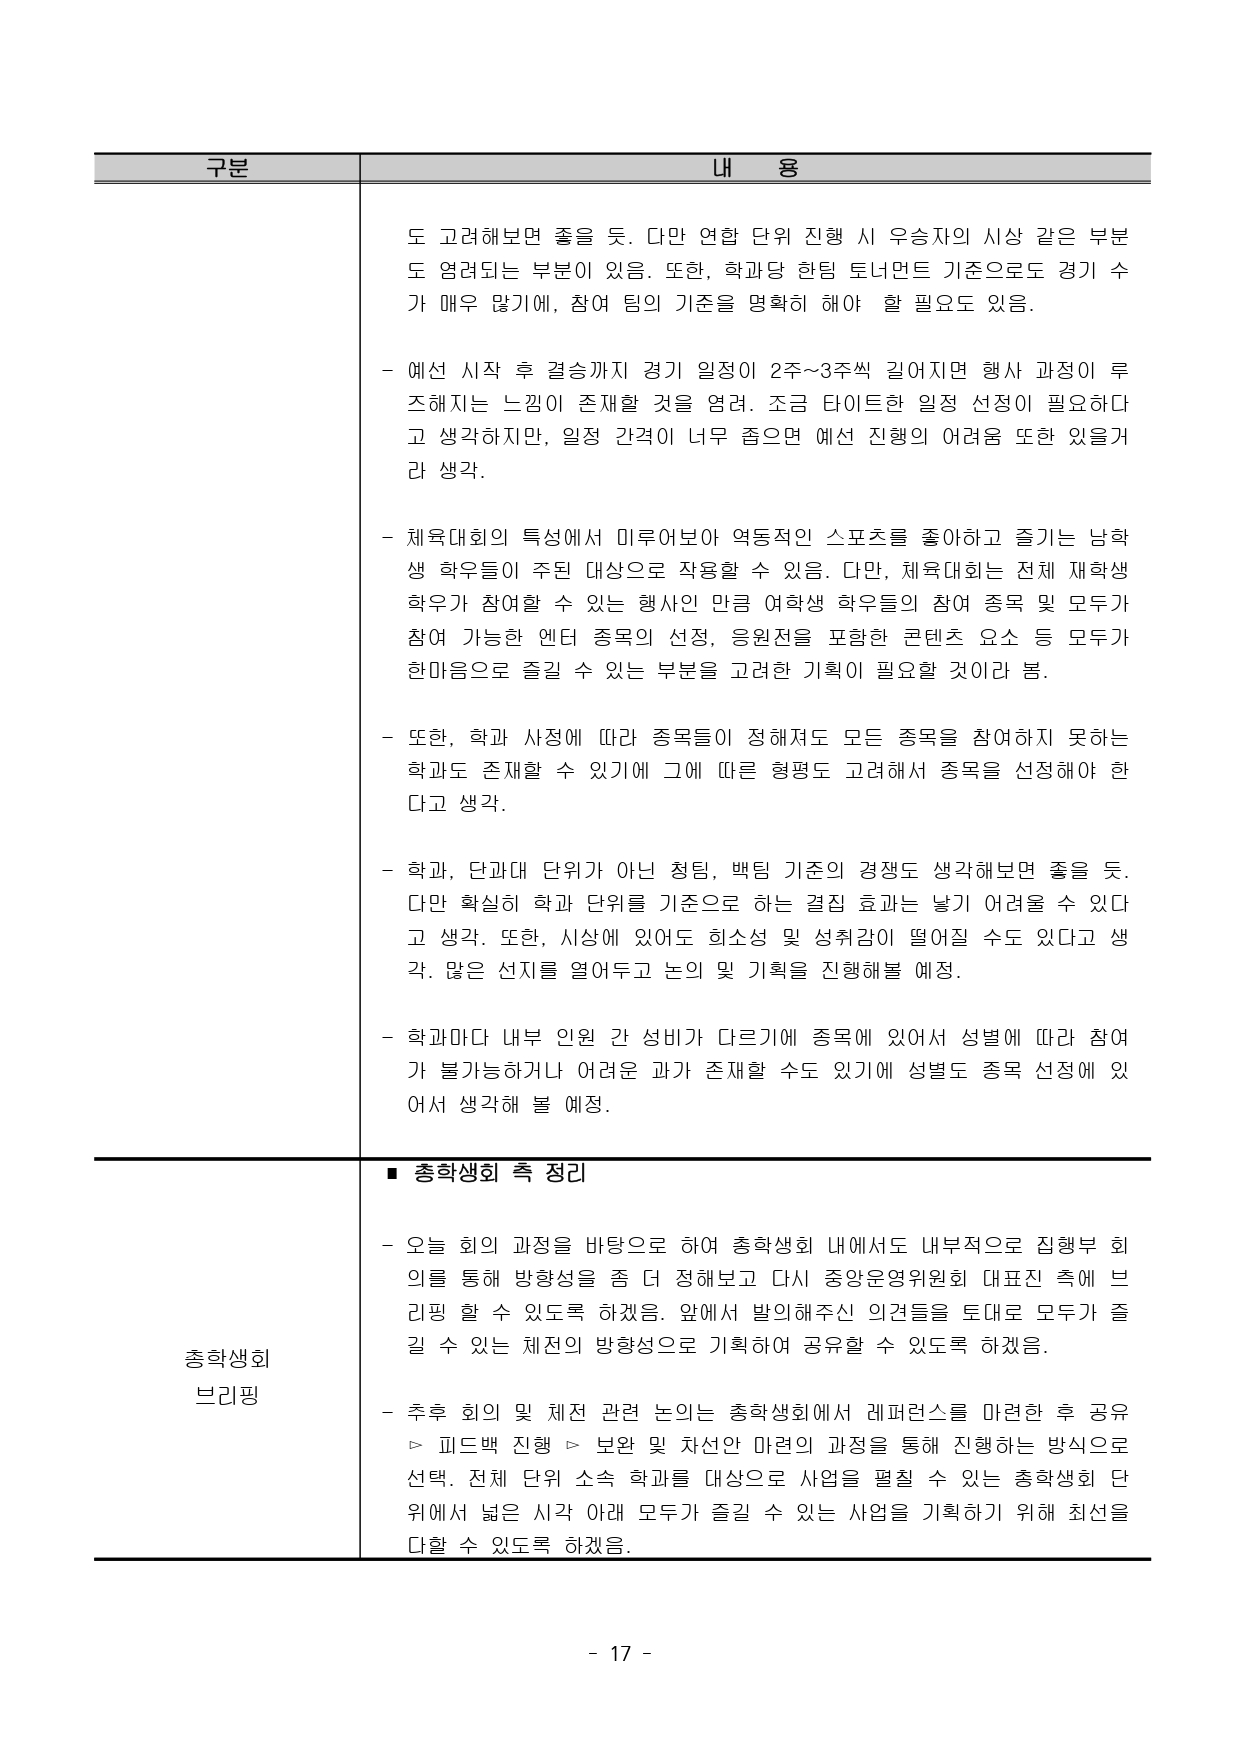 구분
내 용
도 고려해보면 좋을 듯. 다만 연합 단위 진행 시 우승자의 시상 같은 부분
도 염려되는 부분이 있음. 또한, 학과당 한팀 토너먼트 기준으로도 경기 수
가 매우 많기에, 참여 팀의 기준을 명확히 해야 할 필요도 있음.
- 예선 시작 후 결승까지 경기 일정이 2주~3주씩 길어지면 행사 과정이 루
즈해지는 느낌이 존재할 것을 염려. 조금 타이트한 일정 선정이 필요하다
고 생각하지만, 일정 간격이 너무 좁으면 예선 진행의 어려움 또한 있을거
라 생각.
- 체육대회의 특성에서 미루어보아 역동적인 스포츠를 좋아하고 즐기는 남학
생 학우들이 주된 대상으로 작용할 수 있음. 다만, 체육대회는 전체 재학생
학우가 참여할 수 있는 행사인 만큼 여학생 학우들의 참여 종목 및 모두가
참여 가능한 엔터 종목의 선정, 응원전을 포함한 콘텐츠 요소 등 모두가
한마음으로 즐길 수 있는 부분을 고려한 기획이 필요할 것이라 봄.
- 또한, 학과 사정에 따라 종목들이 정해져도 모든 종목을 참여하지 못하는
학과도 존재할 수 있기에 그에 따른 형평도 고려해서 종목을 선정해야 한
다고 생각.
- 학과, 단과대 단위가 아닌 청팀, 백팀 기준의 경쟁도 생각해보면 좋을 듯.
다만 확실히 학과 단위를 기준으로 하는 결집 효과는 낳기 어려울 수 있다
고 생각. 또한, 시상에 있어도 희소성 및 성취감이 떨어질 수도 있다고 생
각. 많은 선지를 열어두고 논의 및 기획을 진행해볼 예정.
- 학과마다 내부 인원 간 성비가 다르기에 종목에 있어서 성별에 따라 참여
가 불가능하거나 어려운 과가 존재할 수도 있기에 성별도 종목 선정에 있
어서 생각해 볼 예정.
총학생회
브리핑
■ 총학생회 측 정리
- 오늘 회의 과정을 바탕으로 하여 총학생회 내에서도 내부적으로 집행부 회
의를 통해 방향성을 좀 더 정해보고 다시 중앙운영위원회 대표진 측에 브
리핑 할 수 있도록 하겠음. 앞에서 발의해주신 의견들을 토대로 모두가 즐
길 수 있는 체전의 방향성으로 기획하여 공유할 수 있도록 하겠음.
- 추후 회의 및 체전 관련 논의는 총학생회에서 레퍼런스를 마련한 후 공유
▻ 피드백 진행 ▻ 보완 및 차선안 마련의 과정을 통해 진행하는 방식으로
선택. 전체 단위 소속 학과를 대상으로 사업을 펼칠 수 있는 총학생회 단
위에서 넓은 시각 아래 모두가 즐길 수 있는 사업을 기획하기 위해 최선을
다할 수 있도록 하겠음.
- 17 -